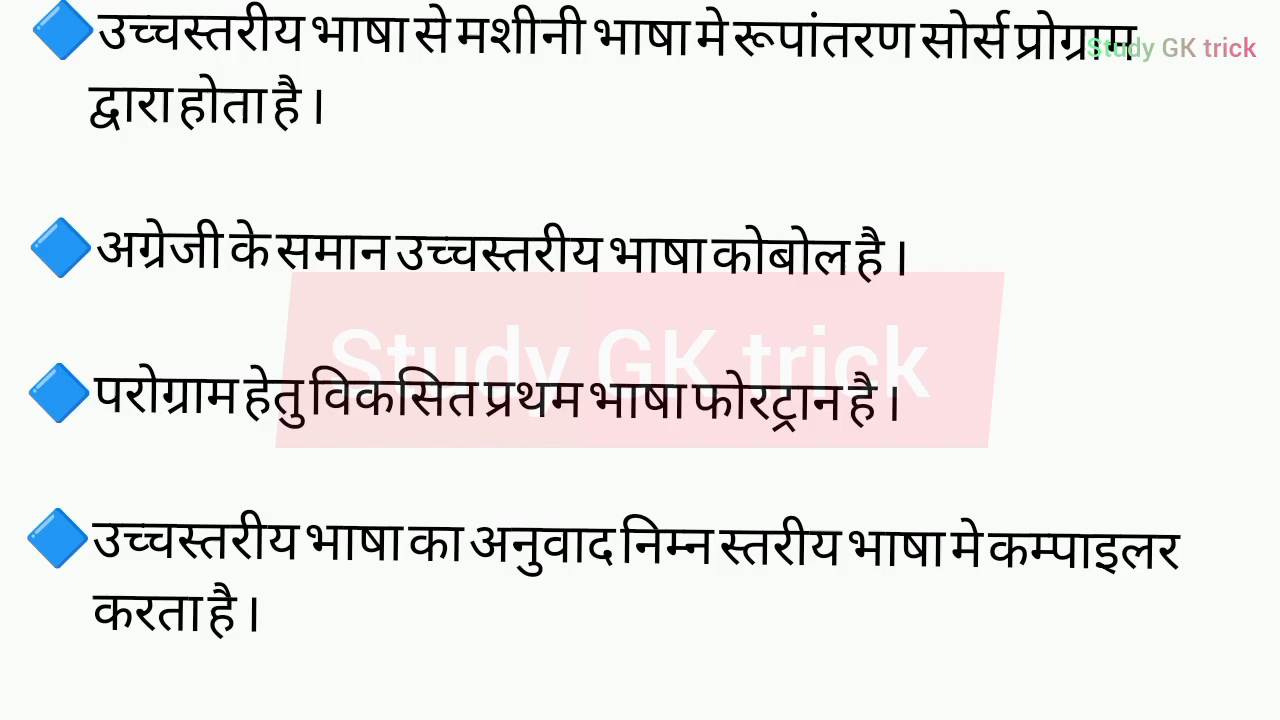 उच्चस्तरीय भाषा से मशीनी भाषा मे रूपांतरण सोर्स प्रोग्राम
Study GK trick
द्वारा होता है ।
अग्रेजी के समान उच्चस्तरीय भाषा कोबोल है ।
Study GK trick
परोग्राम हेतु विकसित प्रथम भाषा फोरट्रान है ।
उच्चस्तरीय भाषा का अनुवाद निम्न स्तरीय भाषा मे कम्पाइलर
करता है ।